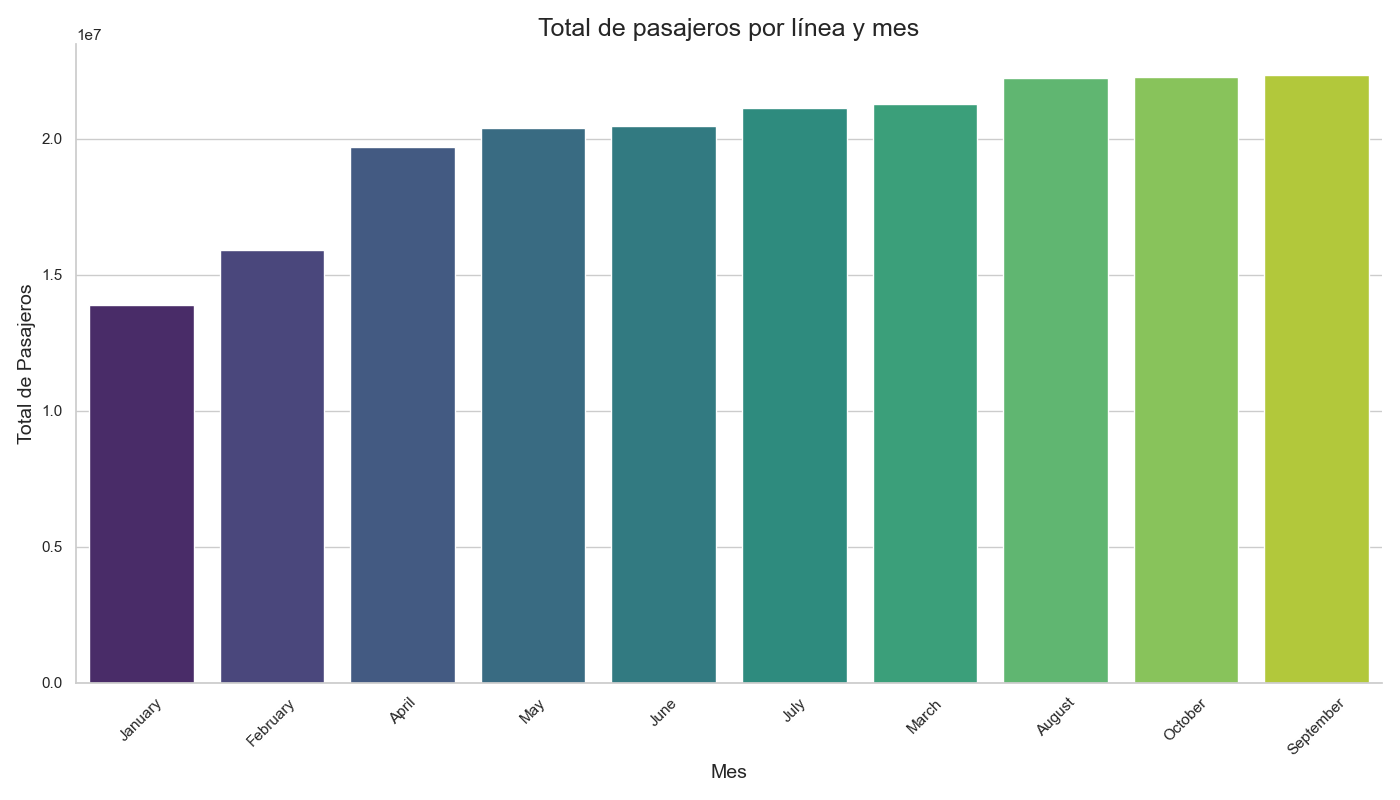 Total de pasajeros por línea y mes
1e7
2.0
1.5
1.0
0.5
0.0
Total de Pasajeros
January
February
April
May
June
July
March
August
October
September
Mes